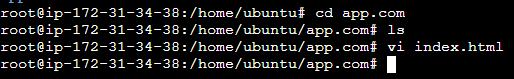 root@ip-172-31-34-38:/home/ubuntu# cd app.com
root@ip-172-31-34-38:/home/ubuntu/app.com# ls
root@ip-172-31-34-38:/home/ubuntu/app.com# vi index.html
root@ip-172-31-34-38:/home/ubuntu/app.com#